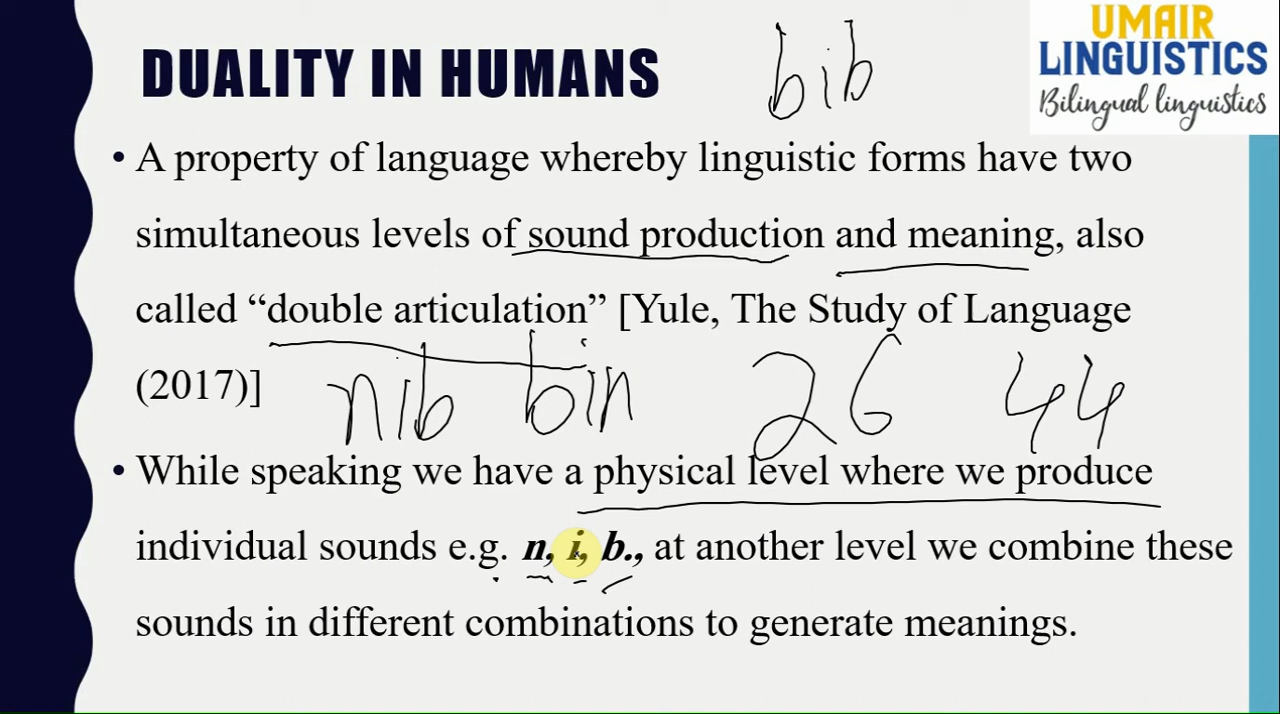 DUALITY IN HUMANS
bib
UMAIR
LINGUISTICS
Bilingual linguistics
• A property of language whereby linguistic forms have two
simultaneous levels of sound production and meaning, also
called “double articulation” [Yule, The Study of Language
(2017)]
nib bin 26 44
• While speaking we have a physical level where we produce
individual sounds e.g. n, i, b., at another level we combine these
sounds in different combinations to generate meanings.